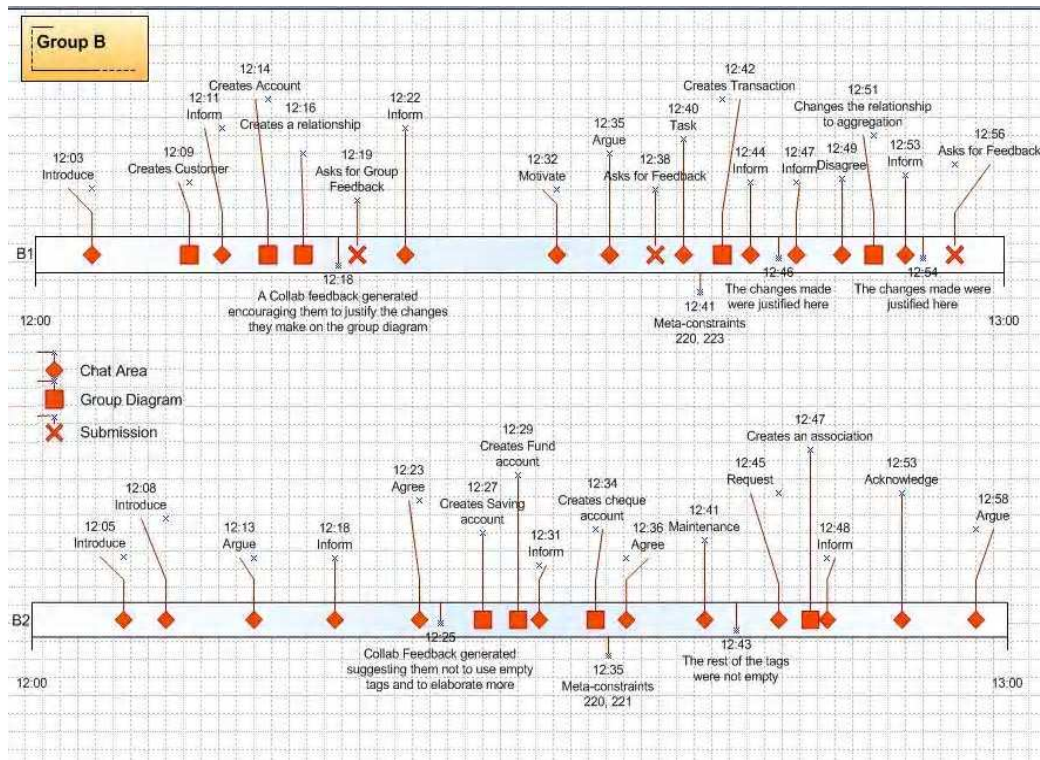 Group B
12:03
Introduce
12:09
Creates Customer
12:11
Inform
12:14
Creates Account
12:16
Creates a relationship
12:19
Asks for Group
Feedback
12:22
Inform
12:32
Motivate
12:35
Argue
12:38
Asks for Feedback
12:40
Task
12:42
Creates Transaction
12:44
Inform
12:47
Inform
12:49
Disagree
12:51
Changes the relationship
to aggregation
12:53
Inform
12:56
Asks for Feedback
B1
12:18
A Collab feedback generated
encouraging them to justify the changes
they make on the group diagram
12:41
Meta-constraints
220, 223
12:46
The changes made
were justified here
12:54
The changes made were
justified here
12:00
13:00
Chat Area
Group Diagram
Submission
12:05
Introduce
12:08
Introduce
12:13
Argue
12:18
Inform
12:23
Agree
12:27
Creates Saving
account
12:29
Creates Fund
account
12:31
Inform
12:34
Creates cheque
account
12:36
Agree
12:41
Maintenance
12:45
Request
12:47
Creates an association
12:48
Inform
12:53
Acknowledge
12:58
Argue
B2
12:25
Collab Feedback generated
suggesting them not to use empty
tags and to elaborate more
12:35
Meta-constraints
220, 221
12:43
The rest of the tags
were not empty
12:00
13:00